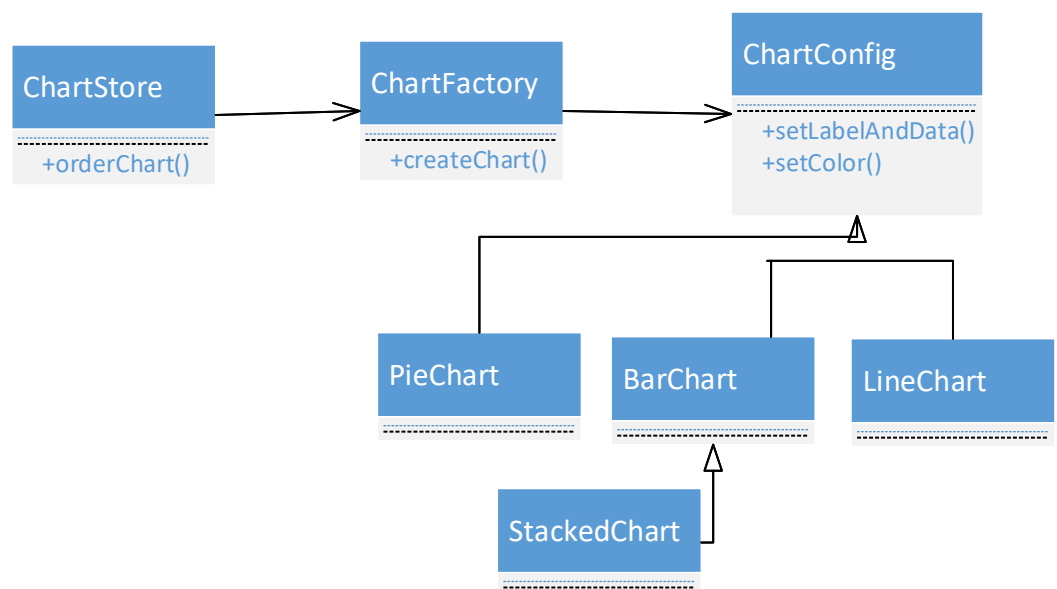 ChartStore
+orderChart()
ChartFactory
+createChart()
ChartConfig
+setLabelAndData()
+setColor()
PieChart
BarChart
LineChart
StackedChart